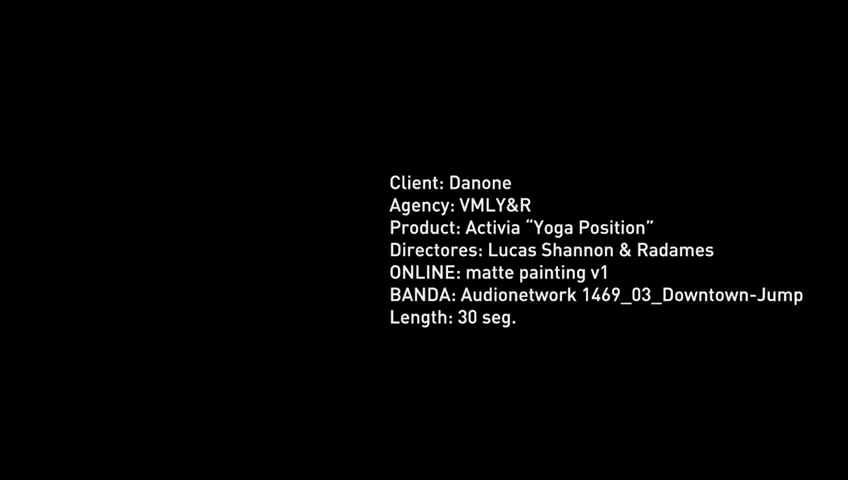 Client: Danone
Agency: VMLY&R
Product: Activia “Yoga Position”
Directores: Lucas Shannon & Radames
ONLINE: matte painting v1
BANDA: Audionetwork 1469_03_Downtown-Jump
Length: 30 seg.